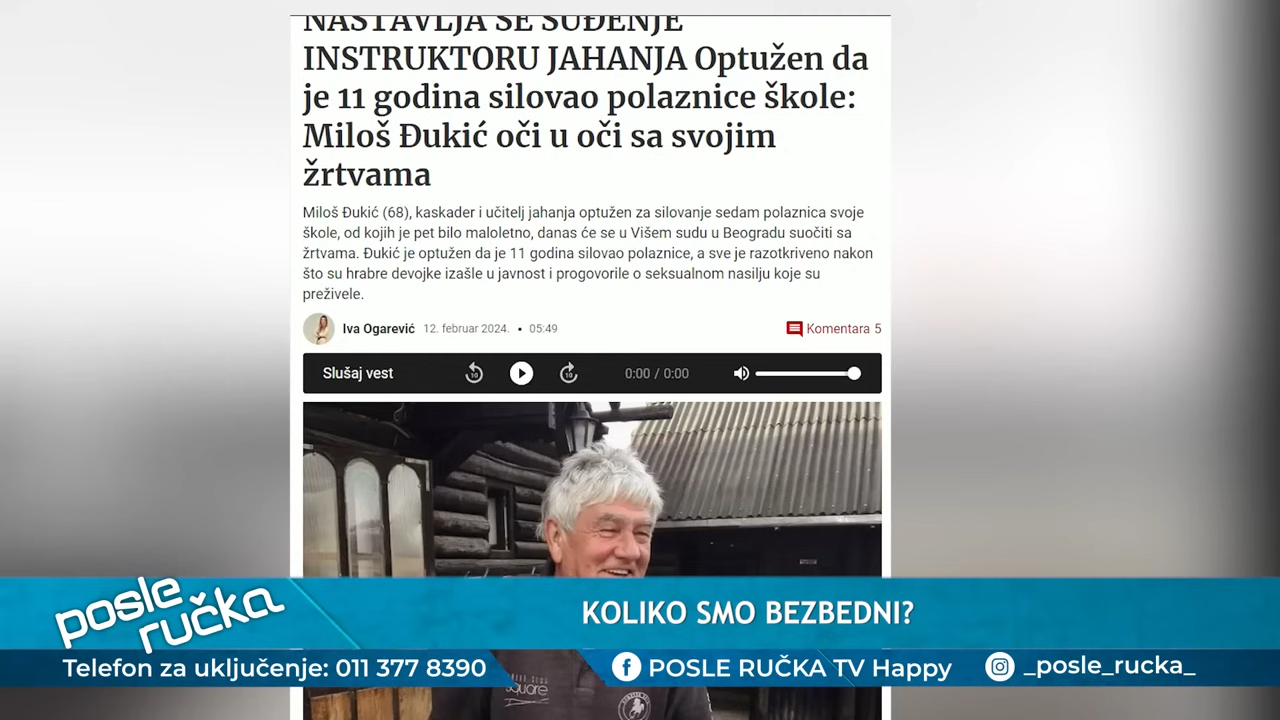 NASTAVLJA SE SUĐENJE
INSTRUKTORU JAHANJA Optužen da
je 11 godina silovao polaznice škole:
Miloš Đukić oči u oči sa svojim
žrtvama
Miloš Đukić (68), kaskader i učitelj jahanja optužen za silovanje sedam polaznica svoje
škole, od kojih je pet bilo maloletno, danas će se u Višem sudu u Beogradu suočiti sa
žrtvama. Đukić je optužen da je 11 godina silovao polaznice, a sve je razotkriveno nakon
što su hrabre devojke izašle u javnost i progovorile o seksualnom nasilju koje su
preživele.
Iva Ogarević 12. februar 2024. • 05:49 Komentara 5
Slušaj vest 10 10 0:00 / 0:00
posle
ručka
KOLIKO SMO BEZBEDNI?
Telefon za uključenje: 011 377 8390 POSLE RUČKA TV Happy _posle_rucka_
square